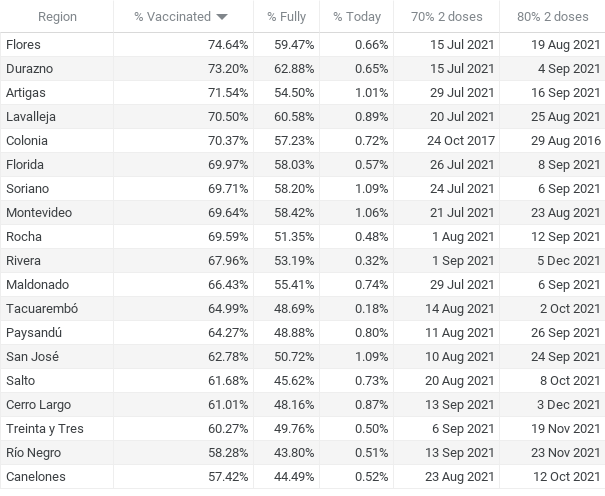 Region % Vaccinated % Fully % Today 70% 2 doses 80% 2 doses
Flores 74.64% 59.47% 0.66% 15 Jul 2021 19 Aug 2021
Durazno 73.20% 62.88% 0.65% 15 Jul 2021 4 Sep 2021
Artigas 71.54% 54.50% 1.01% 29 Jul 2021 16 Sep 2021
Lavalleja 70.50% 60.58% 0.89% 20 Jul 2021 25 Aug 2021
Colonia 70.37% 57.23% 0.72% 24 Oct 2017 29 Aug 2016
Florida 69.97% 58.03% 0.57% 26 Jul 2021 8 Sep 2021
Soriano 69.71% 58.20% 1.09% 24 Jul 2021 6 Sep 2021
Montevideo 69.64% 58.42% 1.06% 21 Jul 2021 23 Aug 2021
Rocha 69.59% 51.35% 0.48% 1 Aug 2021 12 Sep 2021
Rivera 67.96% 53.19% 0.32% 1 Sep 2021 5 Dec 2021
Maldonado 66.43% 55.41% 0.74% 29 Jul 2021 6 Sep 2021
Tacuarembó 64.99% 48.69% 0.18% 14 Aug 2021 2 Oct 2021
Paysandú 64.27% 48.88% 0.80% 11 Aug 2021 26 Sep 2021
San José 62.78% 50.72% 1.09% 10 Aug 2021 24 Sep 2021
Salto 61.68% 45.62% 0.73% 20 Aug 2021 8 Oct 2021
Cerro Largo 61.01% 48.16% 0.87% 13 Sep 2021 3 Dec 2021
Treinta y Tres 60.27% 49.76% 0.50% 6 Sep 2021 19 Nov 2021
Río Negro 58.28% 43.80% 0.51% 13 Sep 2021 23 Nov 2021
Canelones 57.42% 44.49% 0.52% 23 Aug 2021 12 Oct 2021